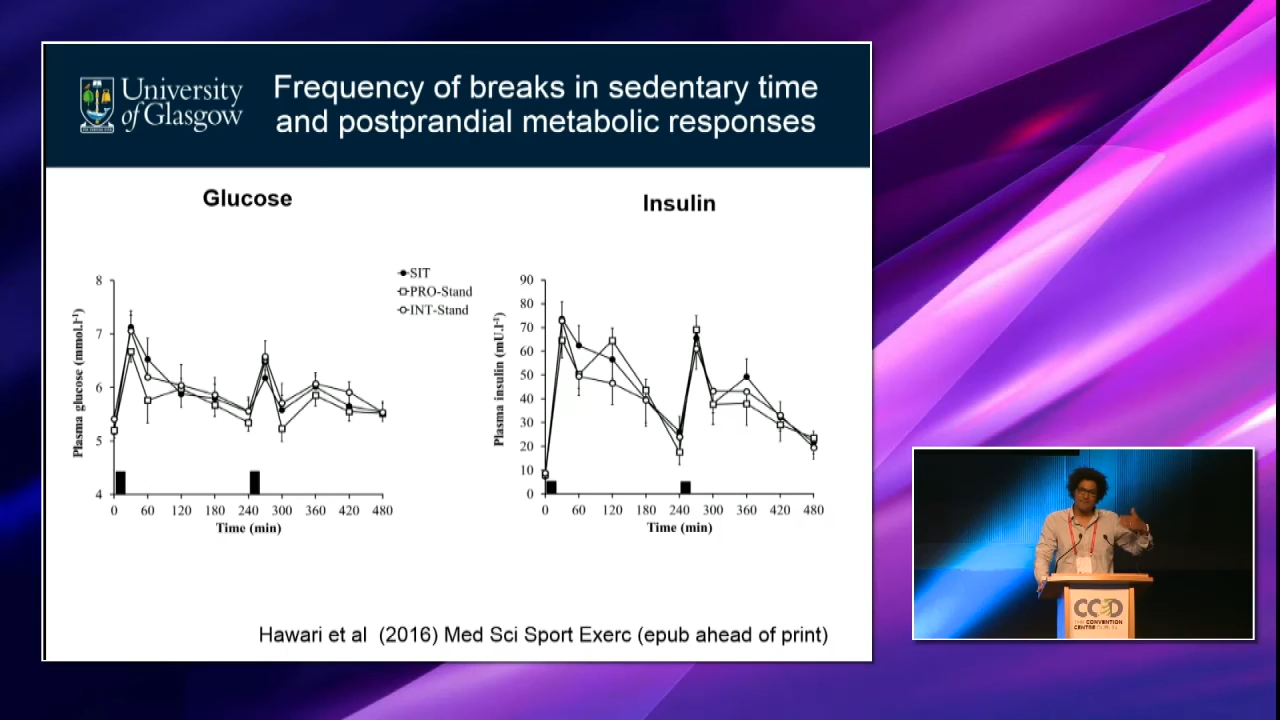 University
of Glasgow
Frequency of breaks in sedentary time
and postprandial metabolic responses
Glucose
Insulin
SIT
PRO-Stand
INT-Stand
Plasma glucose (mmol.l⁻¹)
8
7
6
5
4
0 60 120 180 240 300 360 420 480
Time (min)
Plasma insulin (mU.l⁻¹)
90
80
70
60
50
40
30
20
10
0
0 60 120 180 240 300 360 420 480
Time (min)
Hawari et al (2016) Med Sci Sport Exerc (epub ahead of print)
CCD
THE CONVENTION
CENTRE DUBLIN